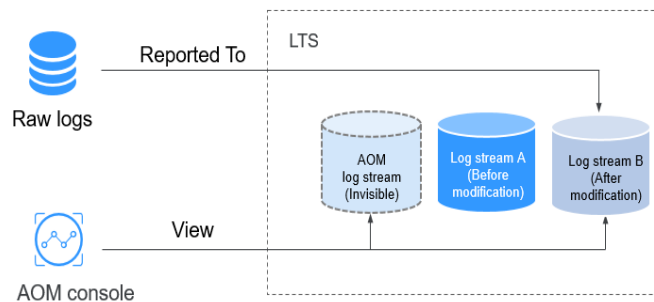 Reported To
LTS
Raw logs
AOM
log stream
(Invisible)
Log stream A
(Before
modification)
Log stream B
(After
modification)
View
AOM console